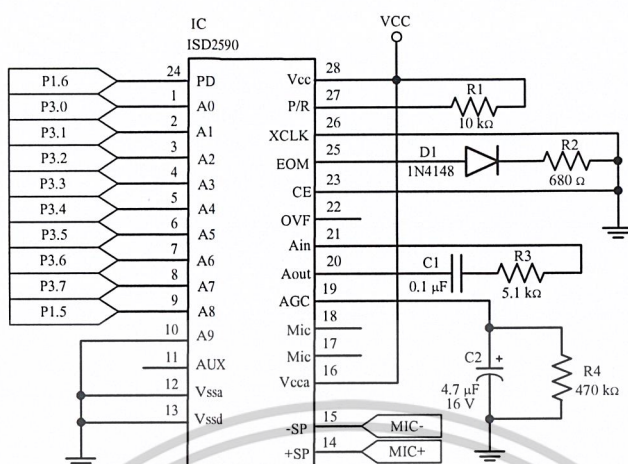 IC
VCC
ISD2590
P1.6 24 PD Vcc 28
P3.0 1 A0 P/R 27 R1
10 kΩ
P3.1 2 A1 XCLK 26
P3.2 3 A2 EOM 25 D1 R2
1N4148 680 Ω
P3.3 4 A3 CE 23
P3.4 5 A4 OVF 22
P3.5 6 A5 Ain 21
P3.6 7 A6 Aout 20 C1 R3
0.1 µF 5.1 kΩ
P3.7 8 A7 AGC 19
P1.5 9 A8 Mic 18
10 A9 Mic 17
11 AUX Vcca 16
C2 +
4.7 µF
16 V
R4
470 kΩ
12 Vssa
13 Vssd
-SP 15 MIC-
+SP 14 MIC+